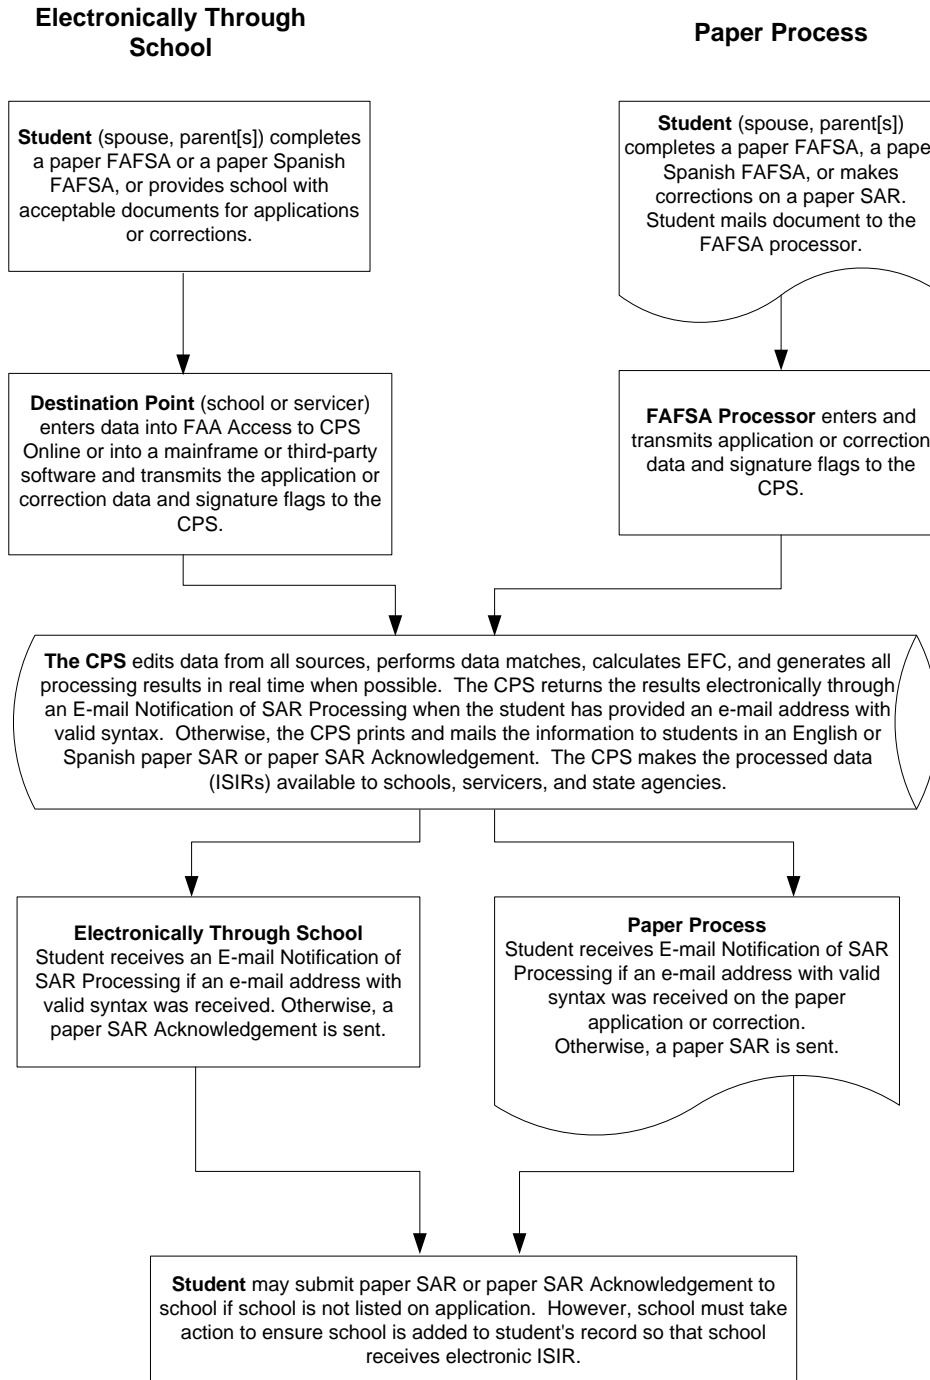 Electronically Through
School
Paper Process
Student (spouse, parent[s]) completes
a paper FAFSA or a paper Spanish
FAFSA, or provides school with
acceptable documents for applications
or corrections.
Student (spouse, parent[s])
completes a paper FAFSA, a pape
Spanish FAFSA, or makes
corrections on a paper SAR.
Student mails document to the
FAFSA processor.
Destination Point (school or servicer)
enters data into FAA Access to CPS
Online or into a mainframe or third-party
software and transmits the application or
correction data and signature flags to the
CPS.
FAFSA Processor enters and
transmits application or correction
data and signature flags to the
CPS.
The CPS edits data from all sources, performs data matches, calculates EFC, and generates all
processing results in real time when possible. The CPS returns the results electronically through
an E-mail Notification of SAR Processing when the student has provided an e-mail address with
valid syntax. Otherwise, the CPS prints and mails the information to students in an English or
Spanish paper SAR or paper SAR Acknowledgement. The CPS makes the processed data
(ISIRs) available to schools, servicers, and state agencies.
Electronically Through School
Student receives an E-mail Notification of
SAR Processing if an e-mail address with
valid syntax was received. Otherwise, a
paper SAR Acknowledgement is sent.
Paper Process
Student receives E-mail Notification of SAR
Processing if an e-mail address with valid
syntax was received on the paper
application or correction.
Otherwise, a paper SAR is sent.
Student may submit paper SAR or paper SAR Acknowledgement to
school if school is not listed on application. However, school must take
action to ensure school is added to student's record so that school
receives electronic ISIR.